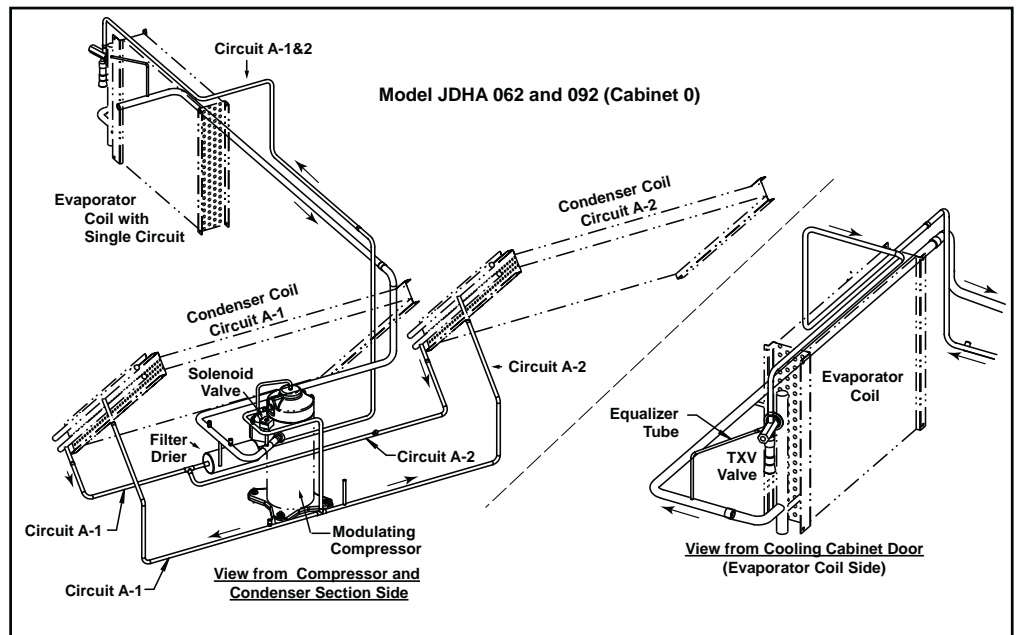 Circuit A-1&2
Model JDHA 062 and 092 (Cabinet 0)
Evaporator
Coil with
Single Circuit
Condenser Coil
Circuit A-2
Condenser Coil
Circuit A-1
Solenoid
Valve
Circuit A-2
Filter
Drier
Circuit A-2
Circuit A-1
Modulating
Compressor
Circuit A-1
View from Compressor and
Condenser Section Side
Evaporator
Coil
Equalizer
Tube
TXV
Valve
View from Cooling Cabinet Door
(Evaporator Coil Side)